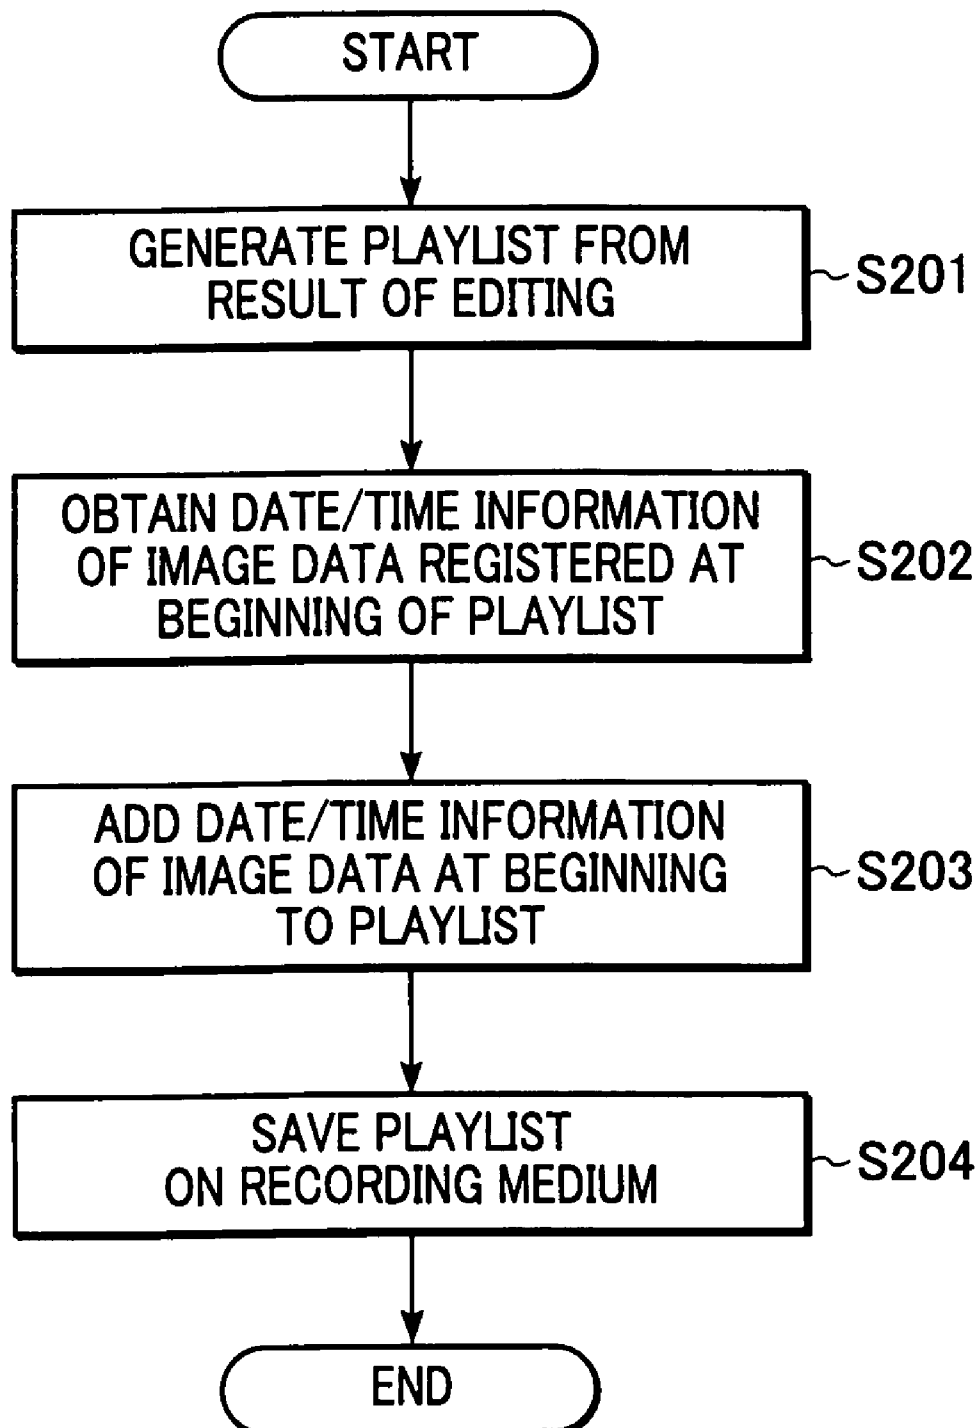 START
GENERATE PLAYLIST FROM
RESULT OF EDITING
S201
OBTAIN DATE/TIME INFORMATION
OF IMAGE DATA REGISTERED AT
BEGINNING OF PLAYLIST
S202
ADD DATE/TIME INFORMATION
OF IMAGE DATA AT BEGINNING
TO PLAYLIST
S203
SAVE PLAYLIST
ON RECORDING MEDIUM
S204
END